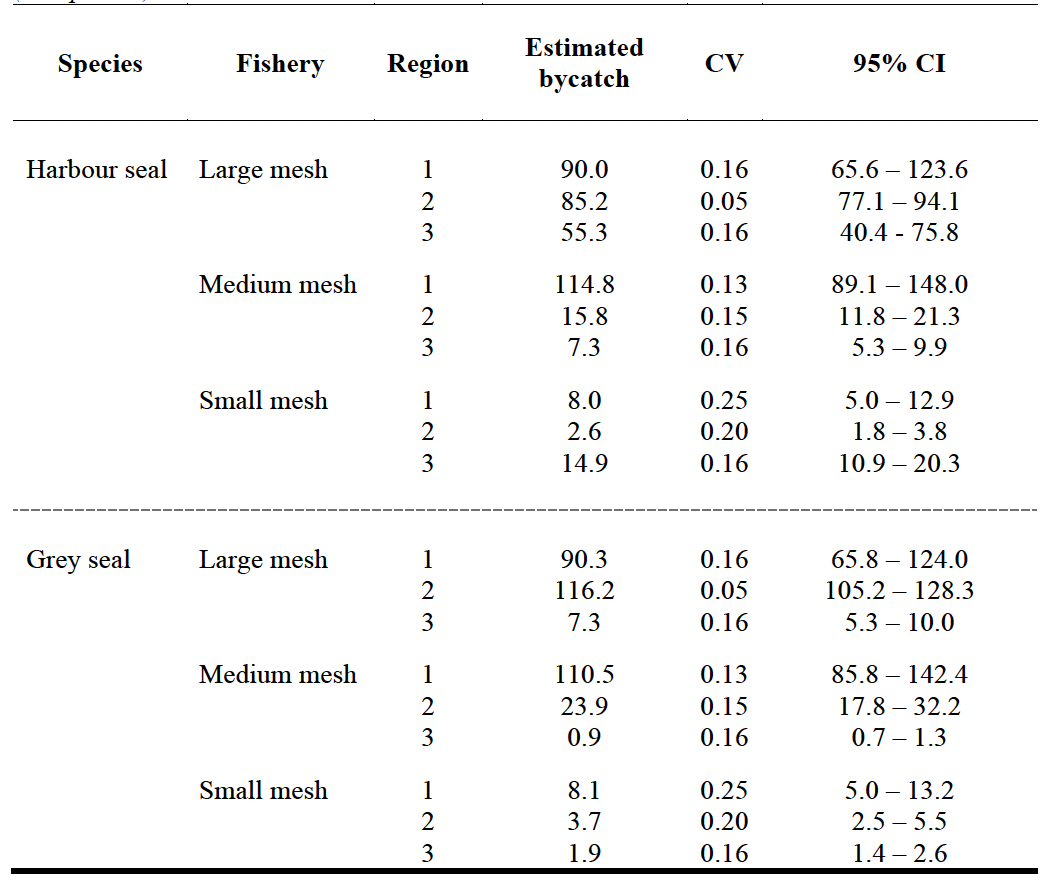 Species Fishery Region Estimated bycatch CV 95% CI
Harbour seal Large mesh 1 90.0 0.16 65.6 – 123.6
2 85.2 0.05 77.1 – 94.1
3 55.3 0.16 40.4 - 75.8
Medium mesh 1 114.8 0.13 89.1 – 148.0
2 15.8 0.15 11.8 – 21.3
3 7.3 0.16 5.3 – 9.9
Small mesh 1 8.0 0.25 5.0 – 12.9
2 2.6 0.20 1.8 – 3.8
3 14.9 0.16 10.9 – 20.3
Grey seal Large mesh 1 90.3 0.16 65.8 – 124.0
2 116.2 0.05 105.2 – 128.3
3 7.3 0.16 5.3 – 10.0
Medium mesh 1 110.5 0.13 85.8 – 142.4
2 23.9 0.15 17.8 – 32.2
3 0.9 0.16 0.7 – 1.3
Small mesh 1 8.1 0.25 5.0 – 13.2
2 3.7 0.20 2.5 – 5.5
3 1.9 0.16 1.4 – 2.6